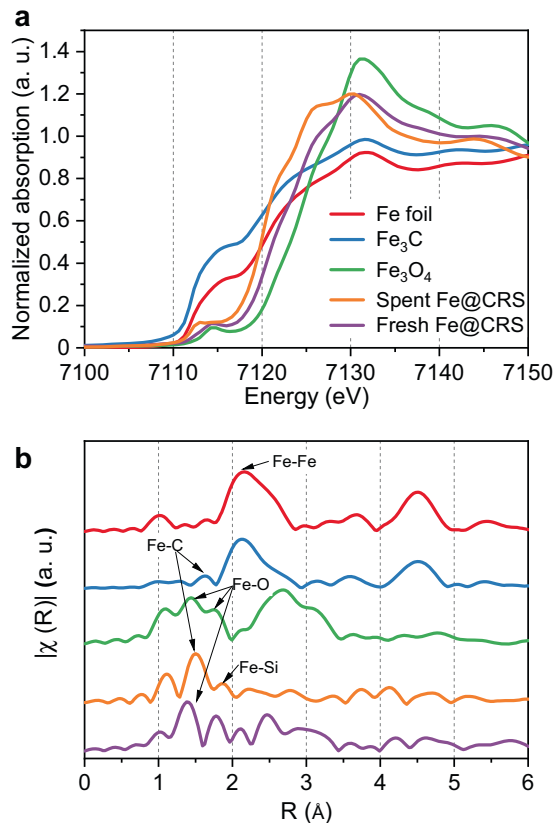 a
Normalized absorption (a. u.)
1.4
1.2
1.0
0.8
0.6
0.4
0.2
0
7100
7110
7120
7130
7140
7150
Energy (eV)
Fe foil
Fe₃C
Fe₃O₄
Spent Fe@CRS
Fresh Fe@CRS
b
|χ (R)| (a. u.)
Fe-Fe
Fe-C
Fe-O
Fe-Si
0
1
2
3
4
5
6
R (Å)